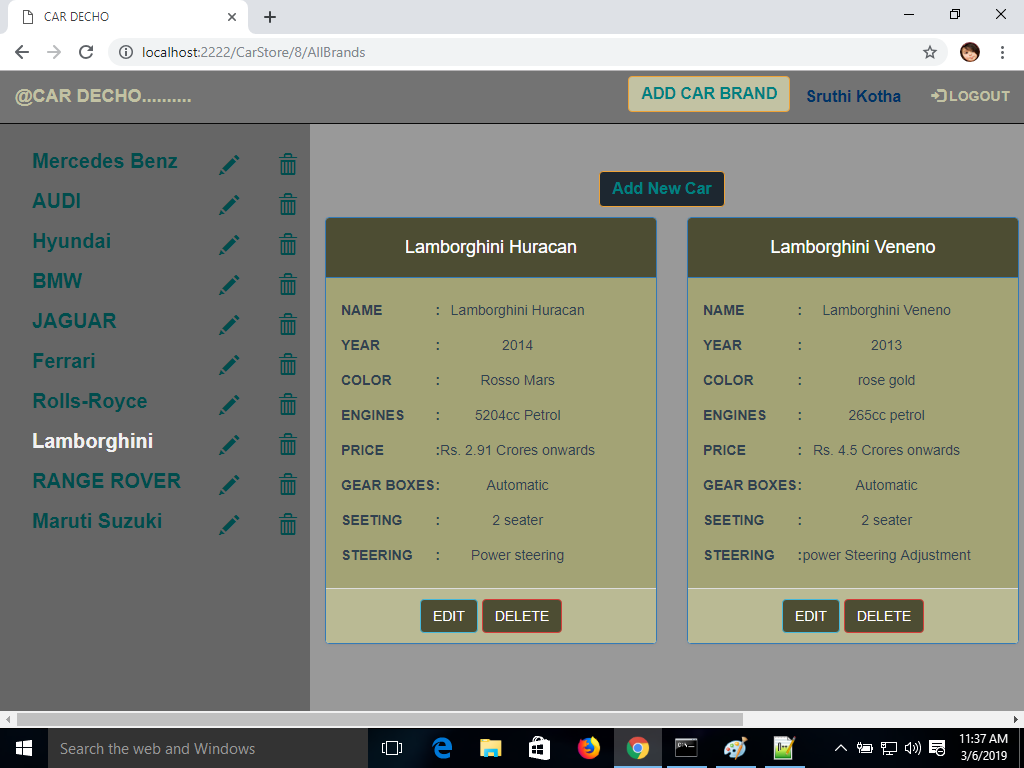 CAR DECHO
localhost:2222/CarStore/8/AllBrands
@CAR DECHO..........
ADD CAR BRAND
Sruthi Kotha
LOGOUT
Mercedes Benz
AUDI
Hyundai
BMW
JAGUAR
Ferrari
Rolls-Royce
Lamborghini
RANGE ROVER
Maruti Suzuki
Add New Car
Lamborghini Huracan
NAME : Lamborghini Huracan
YEAR : 2014
COLOR : Rosso Mars
ENGINES : 5204cc Petrol
PRICE :Rs. 2.91 Crores onwards
GEAR BOXES: Automatic
SEETING : 2 seater
STEERING : Power steering
EDIT DELETE
Lamborghini Veneno
NAME : Lamborghini Veneno
YEAR : 2013
COLOR : rose gold
ENGINES : 265cc petrol
PRICE : Rs. 4.5 Crores onwards
GEAR BOXES: Automatic
SEETING : 2 seater
STEERING :power Steering Adjustment
EDIT DELETE
Search the web and Windows
11:37 AM
3/6/2019